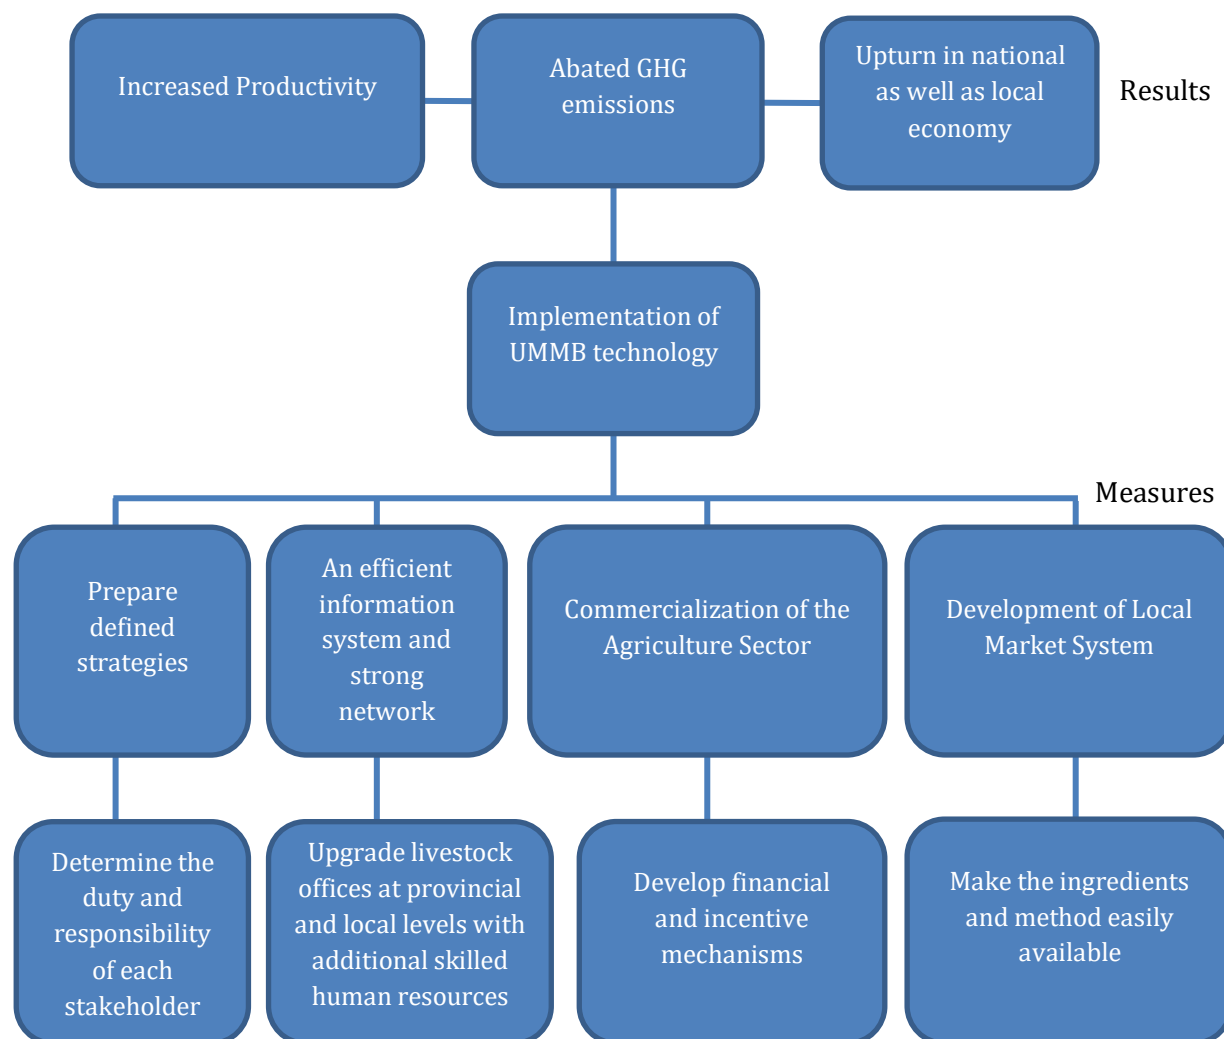 Increased Productivity
Abated GHG
emissions
Upturn in national
as well as local
economy
Results
Implementation of
UMMB technology
Measures
Prepare
defined
strategies
An efficient
information
system and
strong
network
Commercialization of the
Agriculture Sector
Development of Local
Market System
Determine the
duty and
responsibility
of each
stakeholder
Upgrade livestock
offices at provincial
and local levels with
additional skilled
human resources
Develop financial
and incentive
mechanisms
Make the ingredients
and method easily
available